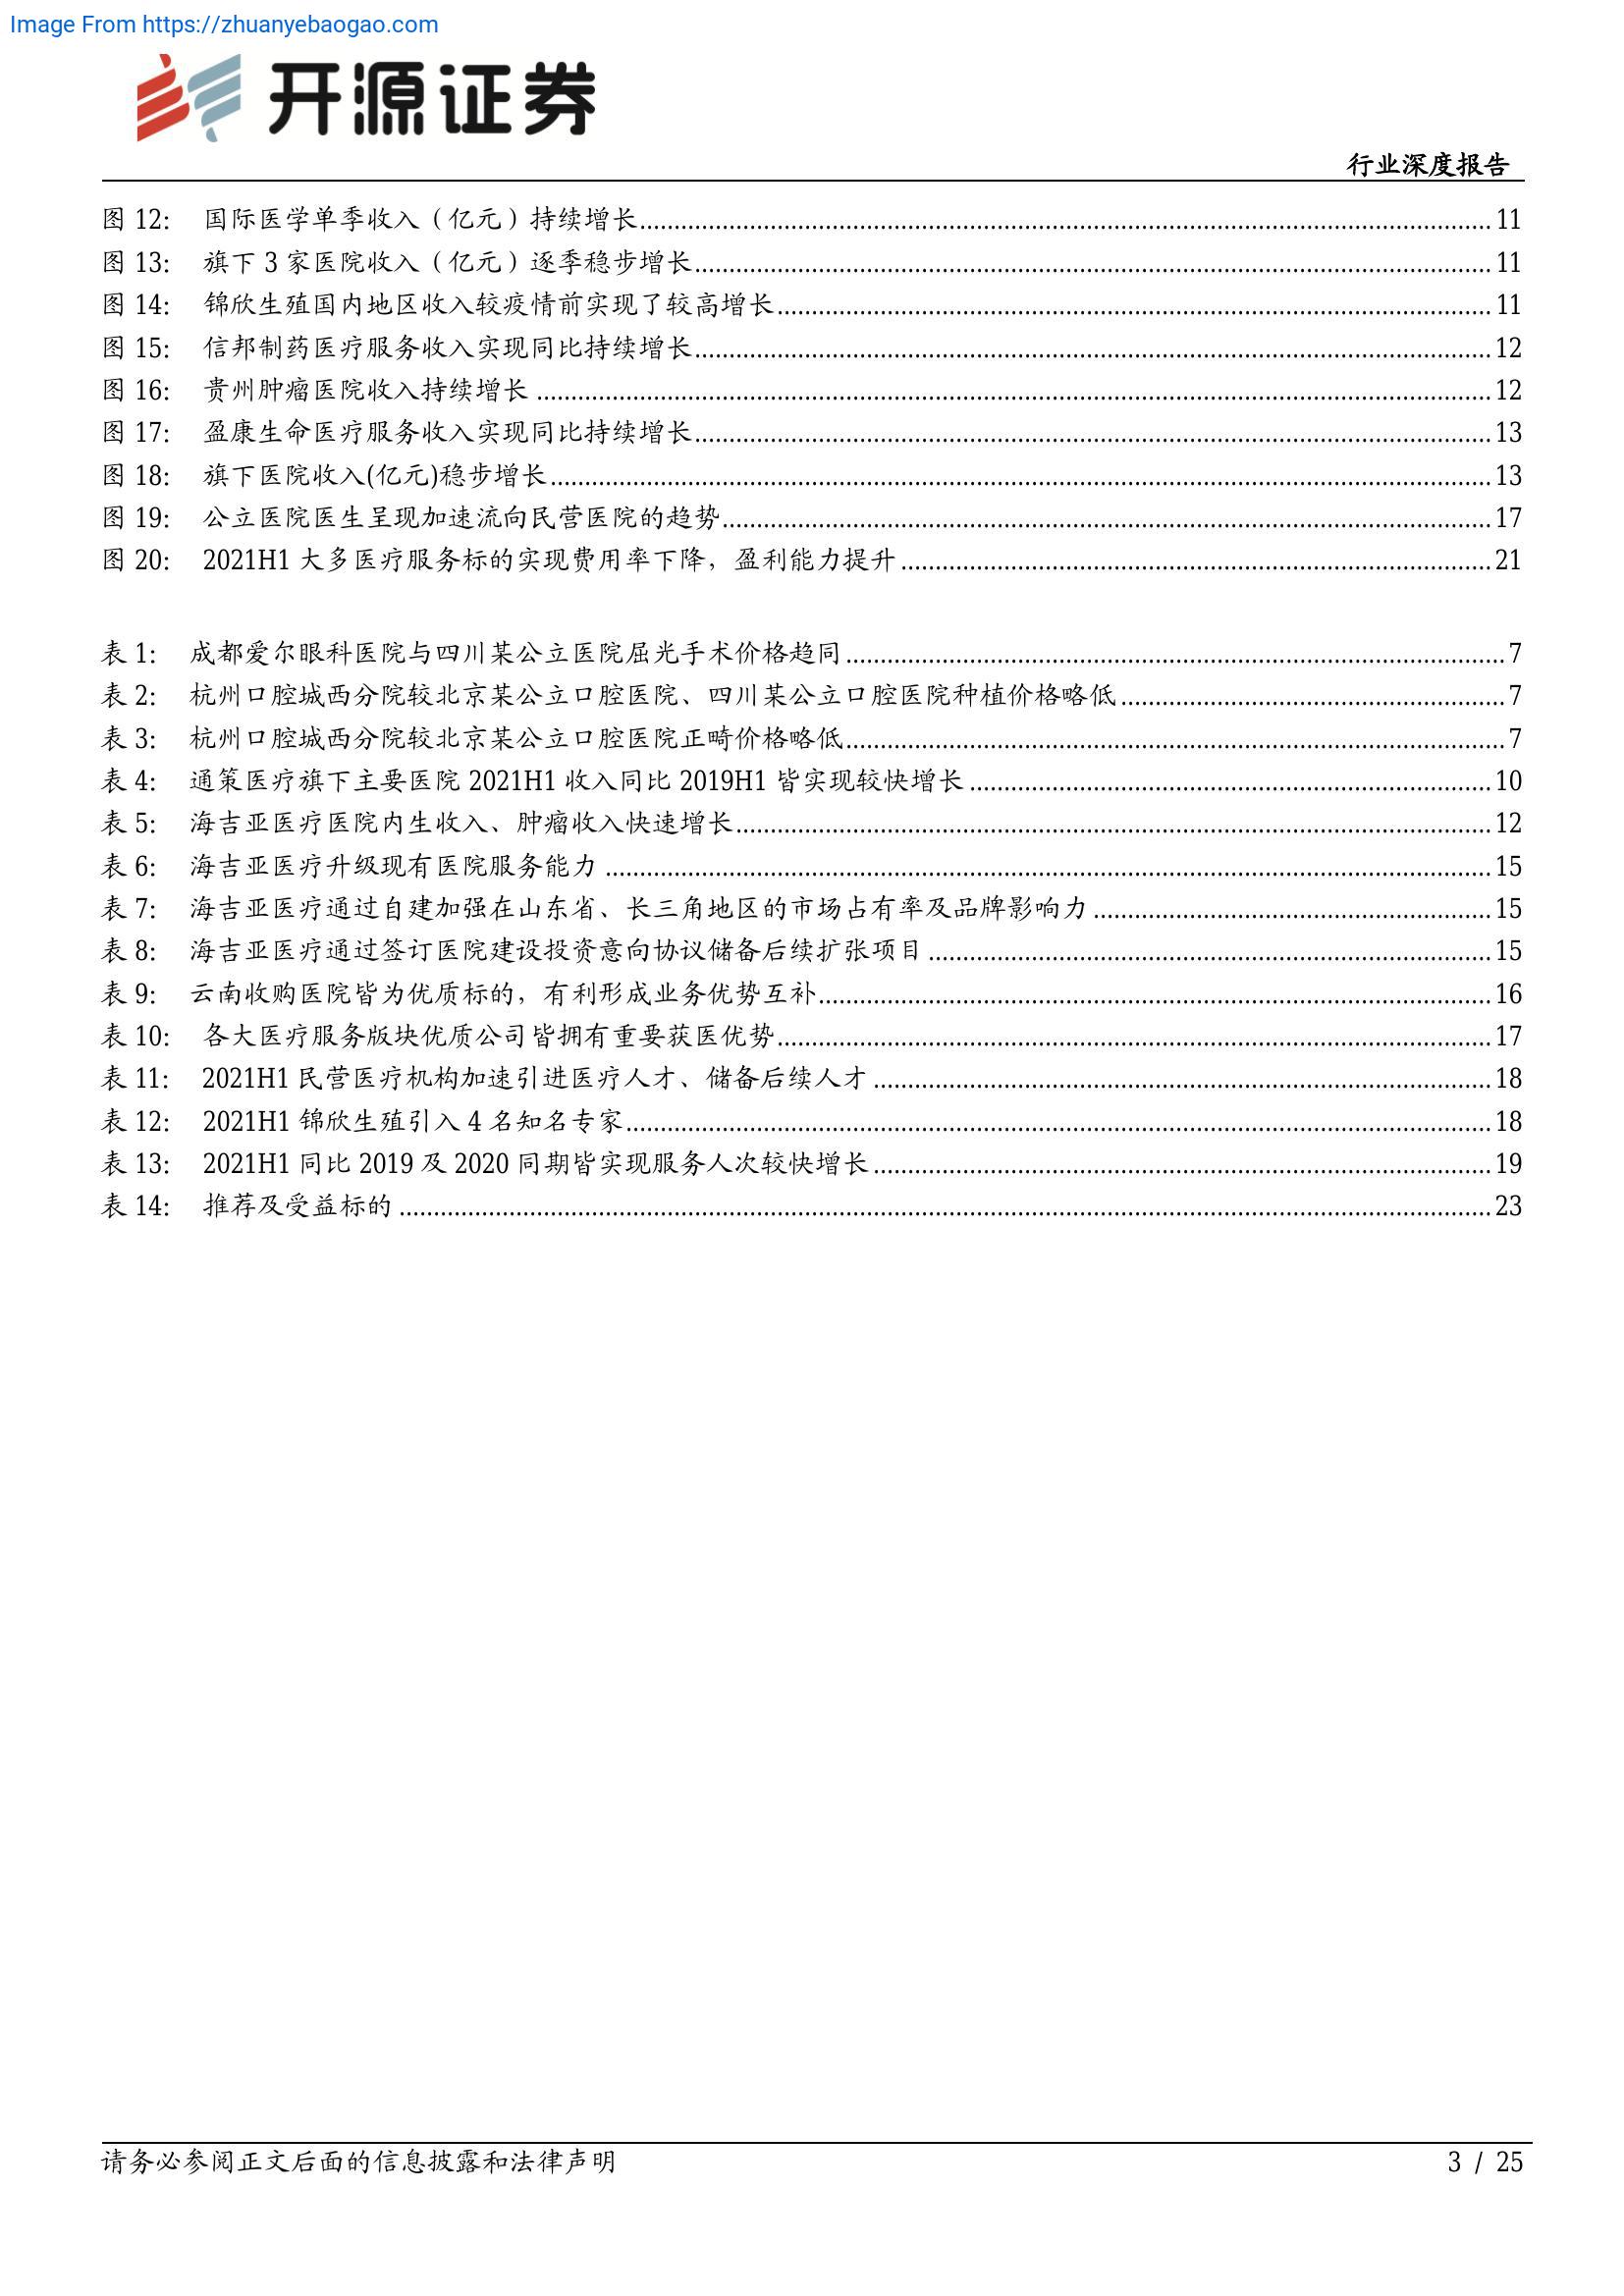 Image From https://zhuanyebaogao.com
开源证券
行业深度报告
图 12： 国际医学单季收入（亿元）持续增长 11
图 13： 旗下 3 家医院收入（亿元）逐季稳步增长 11
图 14： 锦欣生殖国内地区收入较疫情前实现了较高增长 11
图 15： 信邦制药医疗服务收入实现同比持续增长 12
图 16： 贵州肿瘤医院收入持续增长 12
图 17： 盈康生命医疗服务收入实现同比持续增长 13
图 18： 旗下医院收入(亿元)稳步增长 13
图 19： 公立医院医生呈现加速流向民营医院的趋势 17
图 20： 2021H1 大多医疗服务标的实现费用率下降，盈利能力提升 21
表 1： 成都爱尔眼科医院与四川某公立医院屈光手术价格趋同 7
表 2： 杭州口腔城西分院较北京某公立口腔医院、四川某公立口腔医院种植价格略低 7
表 3： 杭州口腔城西分院较北京某公立口腔医院正畸价格略低 7
表 4： 通策医疗旗下主要医院 2021H1 收入同比 2019H1 皆实现较快增长 10
表 5： 海吉亚医疗医院内生收入、肿瘤收入快速增长 12
表 6： 海吉亚医疗升级现有医院服务能力 15
表 7： 海吉亚医疗通过自建加强在山东省、长三角地区的市场占有率及品牌影响力 15
表 8： 海吉亚医疗通过签订医院建设投资意向协议储备后续扩张项目 15
表 9： 云南收购医院皆为优质标的，有利形成业务优势互补 16
表 10： 各大医疗服务版块优质公司皆拥有重要获医优势 17
表 11： 2021H1 民营医疗机构加速引进医疗人才、储备后续人才 18
表 12： 2021H1 锦欣生殖引入 4 名知名专家 18
表 13： 2021H1 同比 2019 及 2020 同期皆实现服务人次较快增长 19
表 14： 推荐及受益标的 23
请务必参阅正文后面的信息披露和法律声明 3 / 25